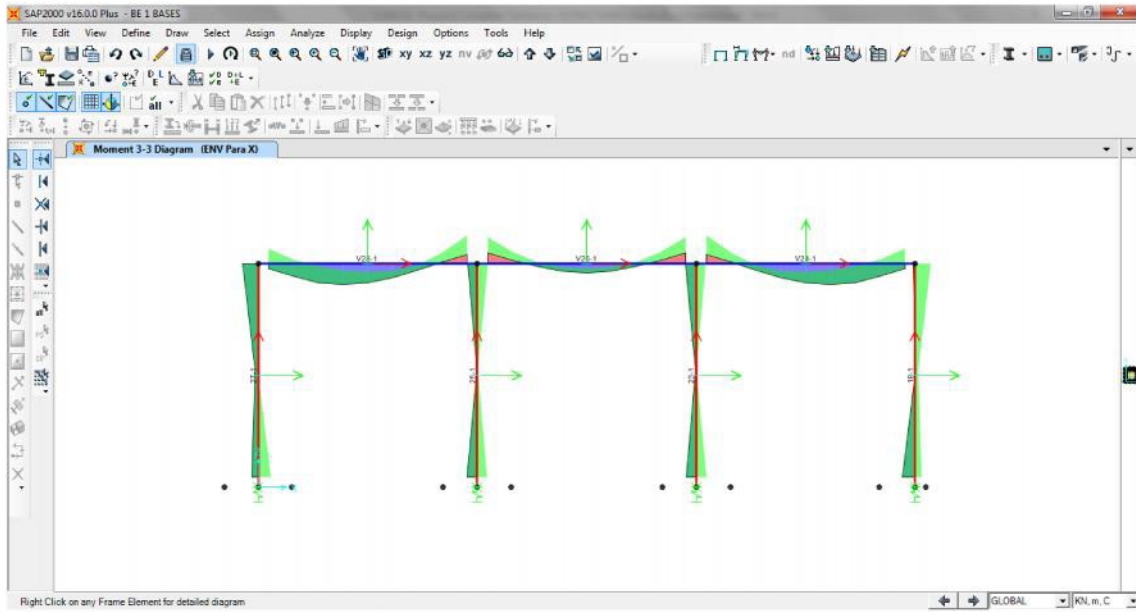 SAP2000 v16.0.0 Plus - BE 1 BASES
File Edit View Define Draw Select Assign Analyze Display Design Options Tools Help
xy xz yz nv
nd
all
Moment 3-3 Diagram (ENV Para X)
Right Click on any Frame Element for detailed diagram
GLOBAL
KN, m, C